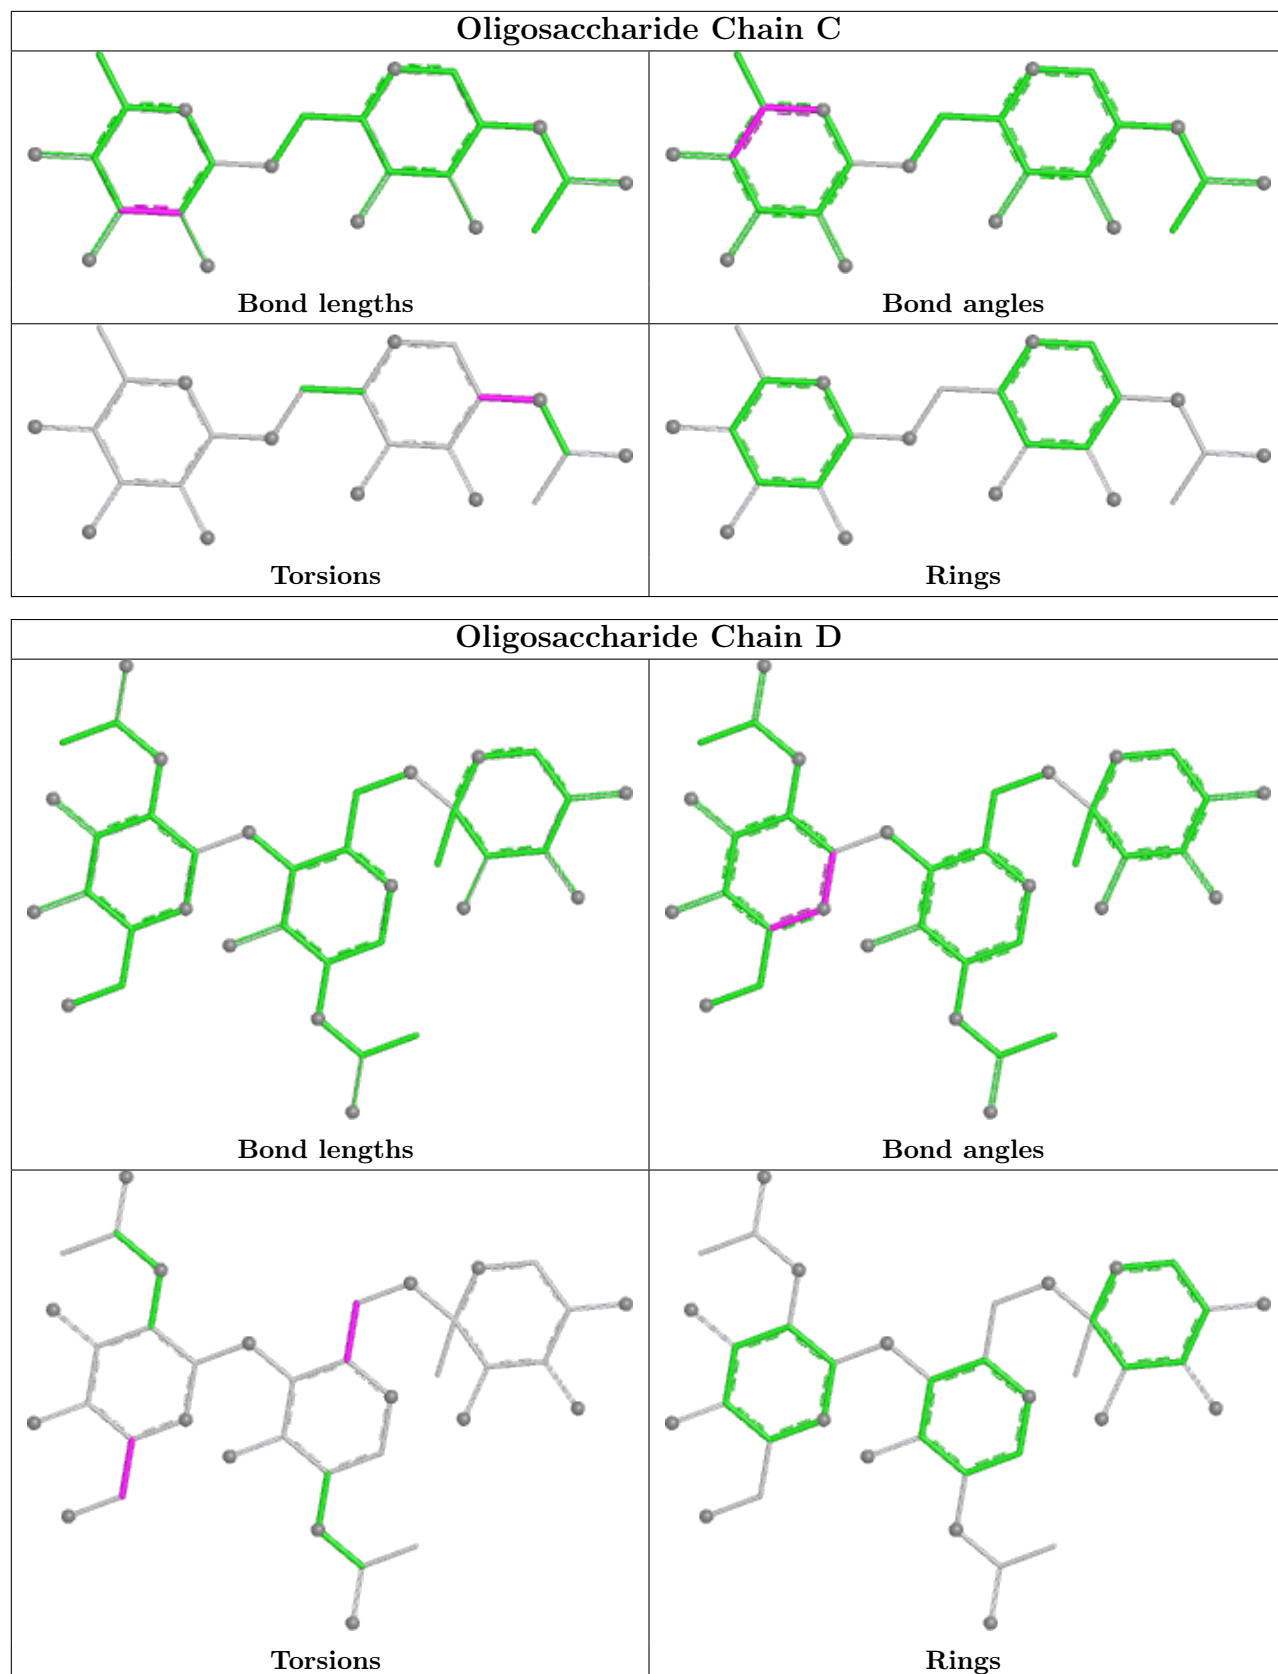 Oligosaccharide Chain C
Bond lengths
Bond angles
Torsions
Rings
Oligosaccharide Chain D
Bond lengths
Bond angles
Torsions
Rings